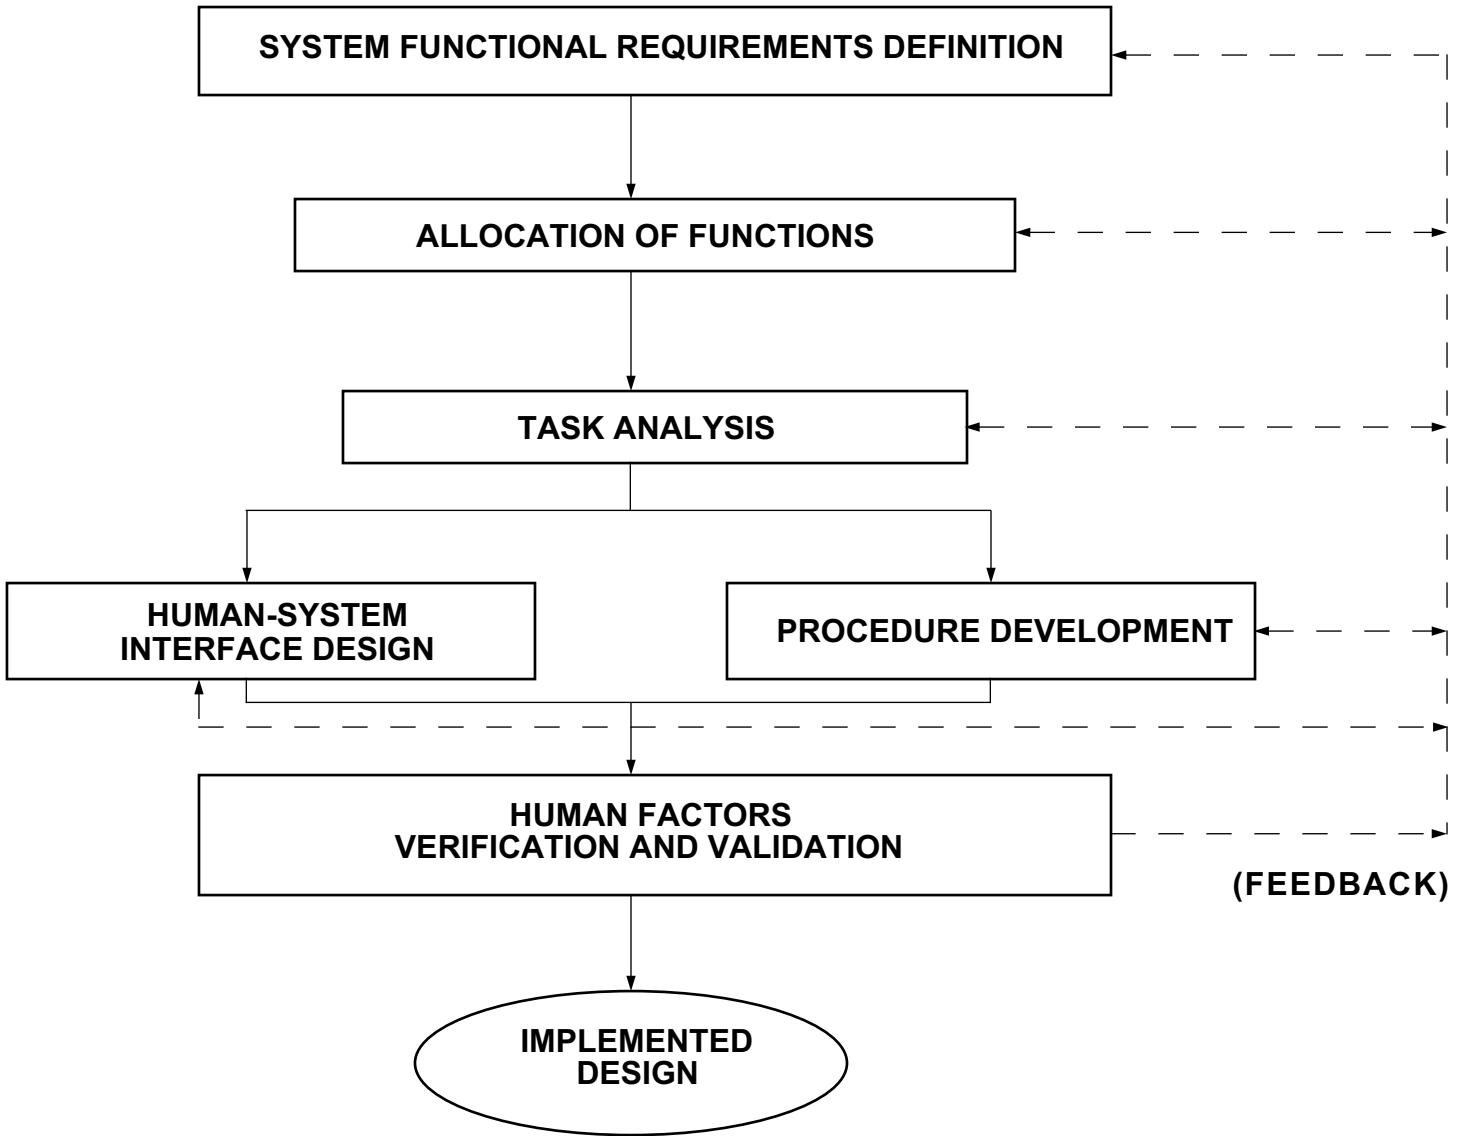 SYSTEM FUNCTIONAL REQUIREMENTS DEFINITION
ALLOCATION OF FUNCTIONS
TASK ANALYSIS
HUMAN-SYSTEM
INTERFACE DESIGN
PROCEDURE DEVELOPMENT
HUMAN FACTORS
VERIFICATION AND VALIDATION
(FEEDBACK)
IMPLEMENTED
DESIGN